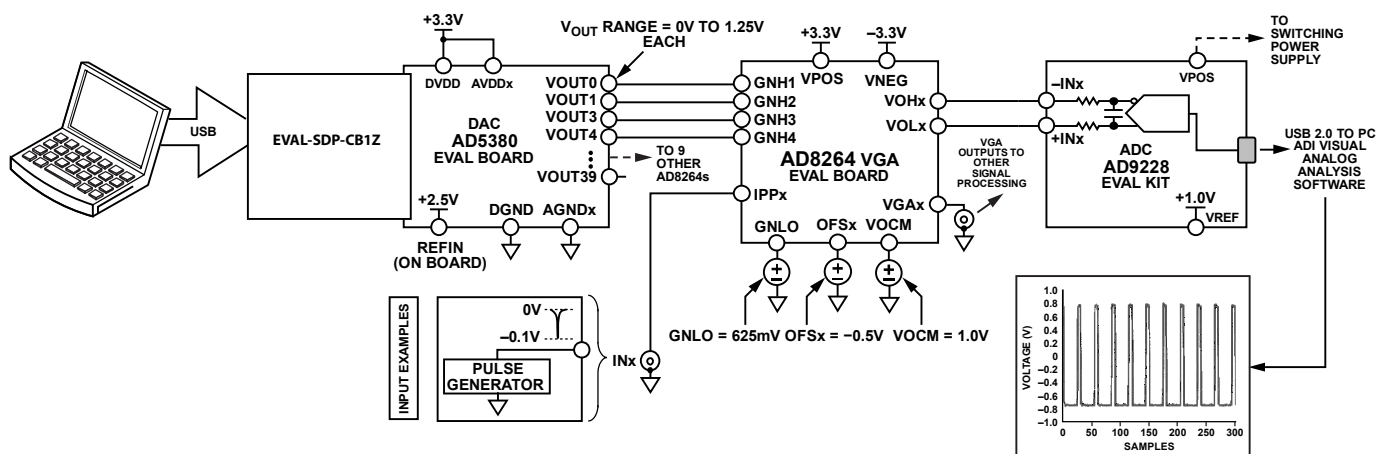 USB
EVAL-SDP-CB1Z
+3.3V
DVDD
AVDDx
DAC
AD5380
EVAL BOARD
+2.5V
REFIN
(ON BOARD)
DGND
AGNDx
VOUT0
VOUT1
VOUT3
VOUT4
VOUT39
VOUT RANGE = 0V TO 1.25V
EACH
TO 9
OTHER
AD8264s
GNH1
GNH2
GNH3
GNH4
IPPx
+3.3V
VPOS
−3.3V
VNEG
AD8264 VGA
EVAL BOARD
VOHx
VOLx
VGAx
GNLO
OFSx
VOCM
GNLO = 625mV
OFSx = −0.5V
VOCM = 1.0V
VGA
OUTPUTS TO
OTHER
SIGNAL
PROCESSING
−INx
+INx
VPOS
TO
SWITCHING
POWER
SUPPLY
ADC
AD9228
EVAL KIT
+1.0V
VREF
USB 2.0 TO PC
ADI VISUAL
ANALOG
ANALYSIS
SOFTWARE
INPUT EXAMPLES
0V
−0.1V
PULSE
GENERATOR
INx
VOLTAGE (V)
1.0
0.8
0.6
0.4
0.2
0
−0.2
−0.4
−0.6
−0.8
−1.0
0 50 100 150 200 250 300
SAMPLES